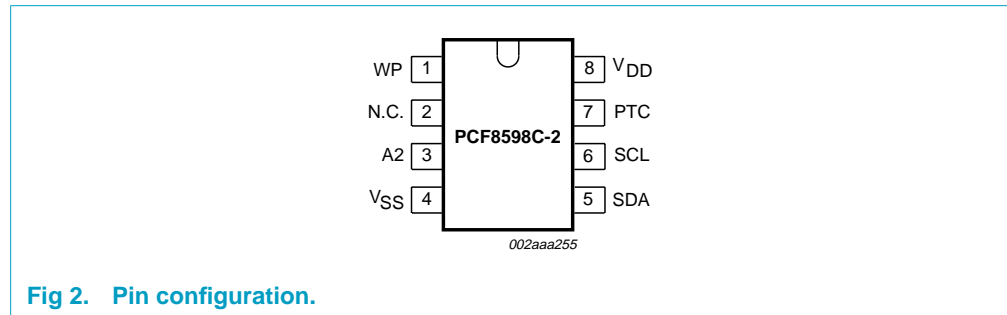 WP 1 8 VDD
N.C. 2 7 PTC
PCF8598C-2
A2 3 6 SCL
VSS 4 5 SDA
002aaa255
Fig 2. Pin configuration.